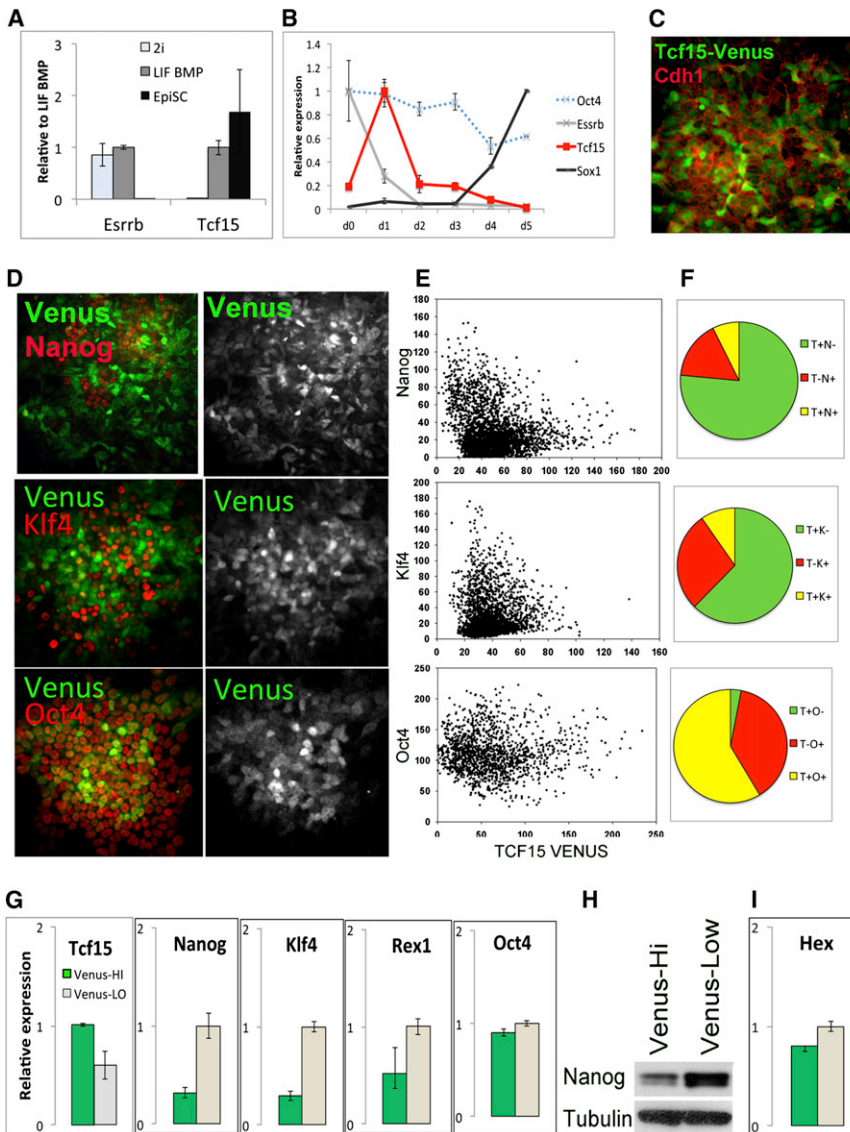 A
Relative to LIF BMP
3
2
1
0
2i
LIF BMP
EpiSC
Esrrb
Tcf15
B
Relative expression
1.4
1.2
1
0.8
0.6
0.4
0.2
0
d0 d1 d2 d3 d4 d5
Oct4
Essrb
Tcf15
Sox1
C
Tcf15-Venus
Cdh1
D
Venus
Nanog
Venus
Venus
Klf4
Venus
Venus
Oct4
Venus
E
Nanog
180
160
140
120
100
80
60
40
20
0
0 20 40 60 80 100 120 140 160 180 200
Klf4
200
180
160
140
120
100
80
60
40
20
0
0 20 40 60 80 100 120 140 160
Oct4
250
200
150
100
50
0
0 50 100 150 200 250
TCF15 VENUS
F
T+N-
T-N+
T+N+
T+K-
T-K+
T+K+
T+O-
T-O+
T+O+
G
Relative expression
2
1
0
Tcf15
Venus-HI
Venus-LO
2
1
0
Nanog
2
1
0
Klf4
2
1
0
Rex1
2
1
0
Oct4
H
Venus-Hi
Venus-Low
Nanog
Tubulin
I
2
1
0
Hex